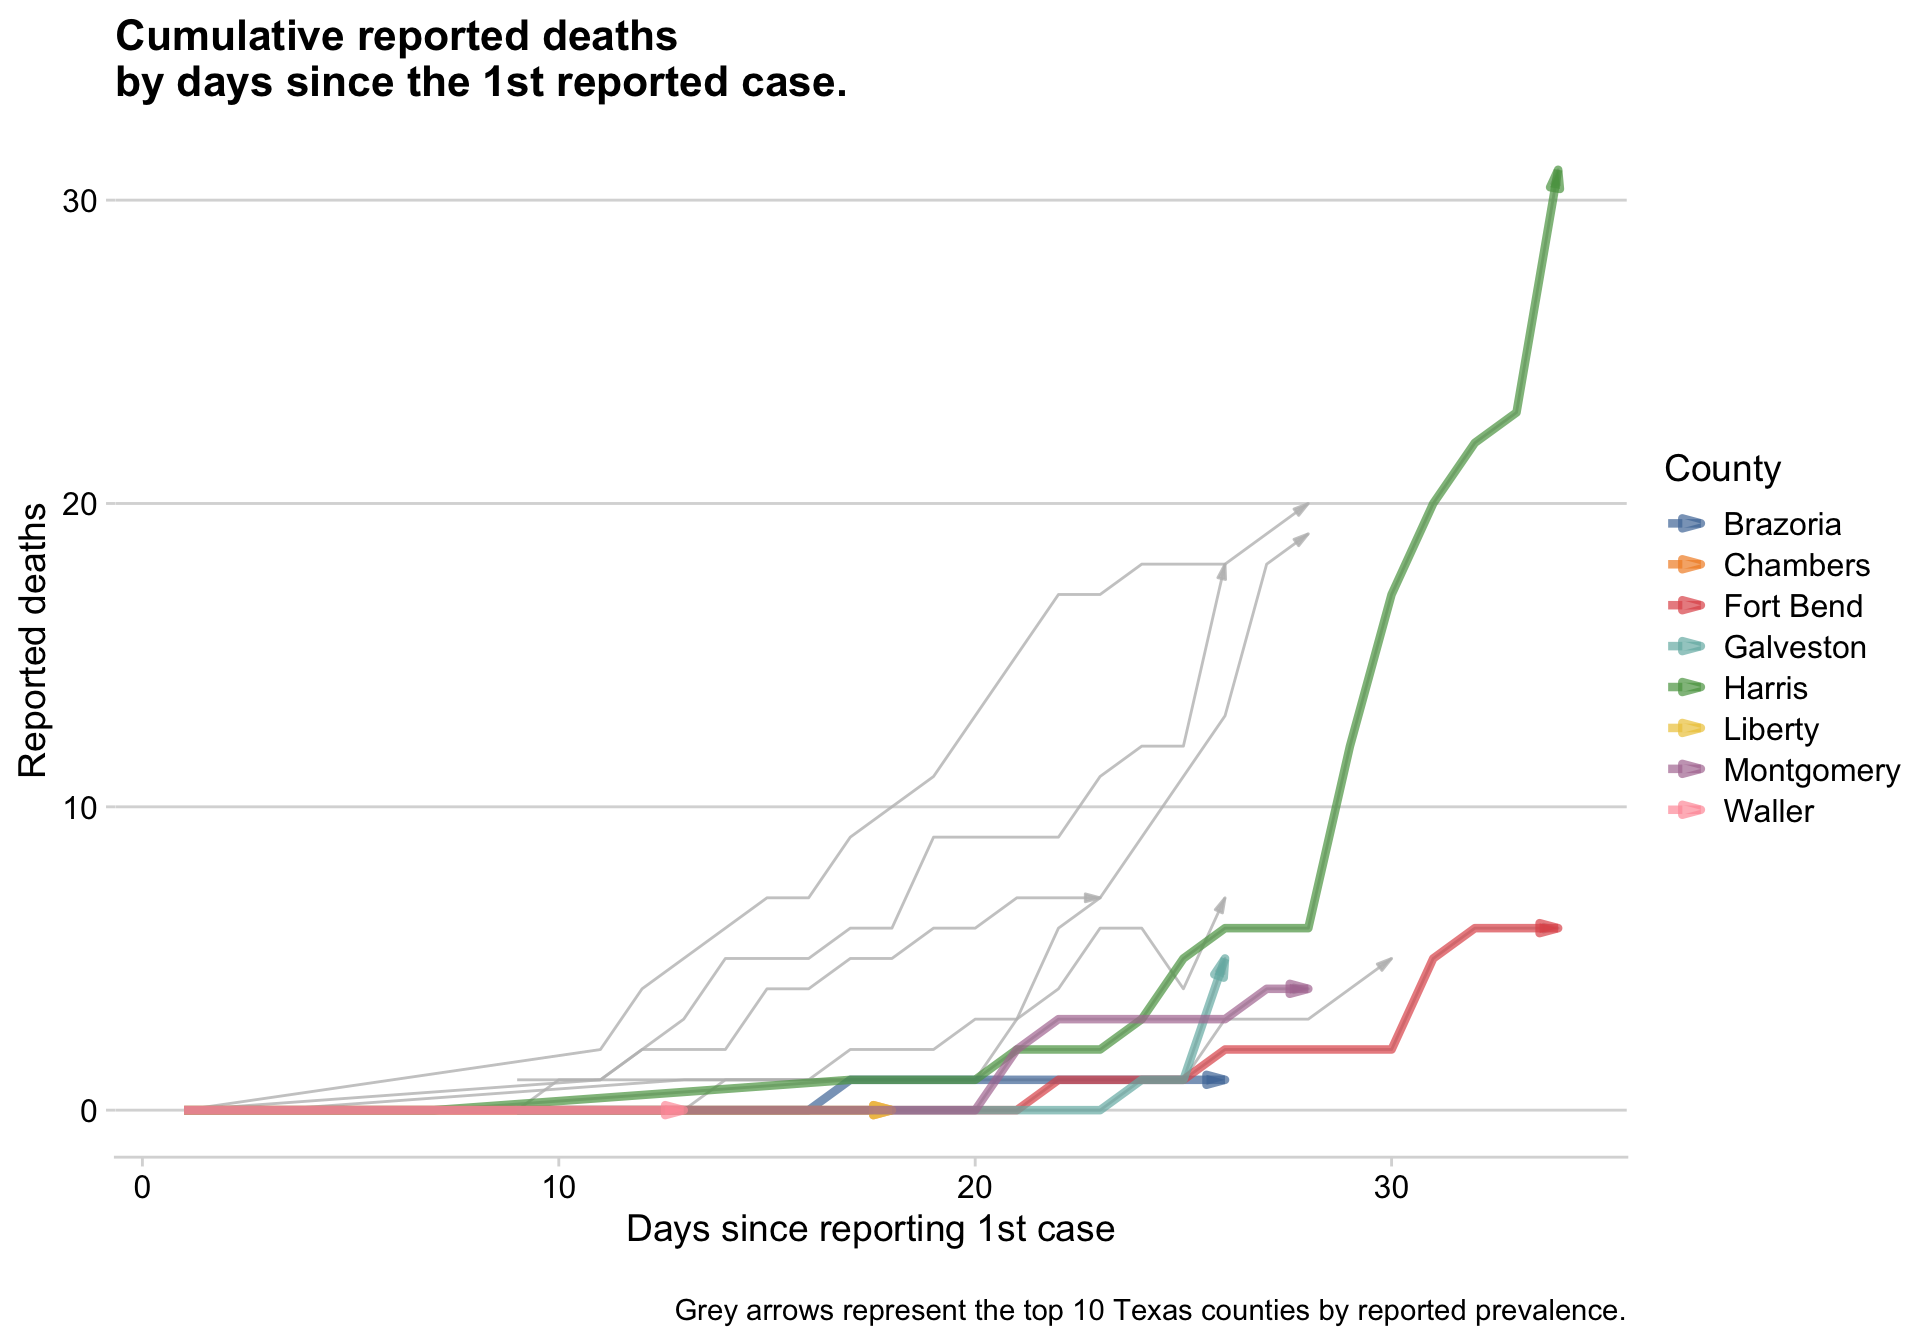 Cumulative reported deaths
by days since the 1st reported case.
30
20
10
0
Reported deaths
0
10
20
30
Days since reporting 1st case
County
Brazoria
Chambers
Fort Bend
Galveston
Harris
Liberty
Montgomery
Waller
Grey arrows represent the top 10 Texas counties by reported prevalence.